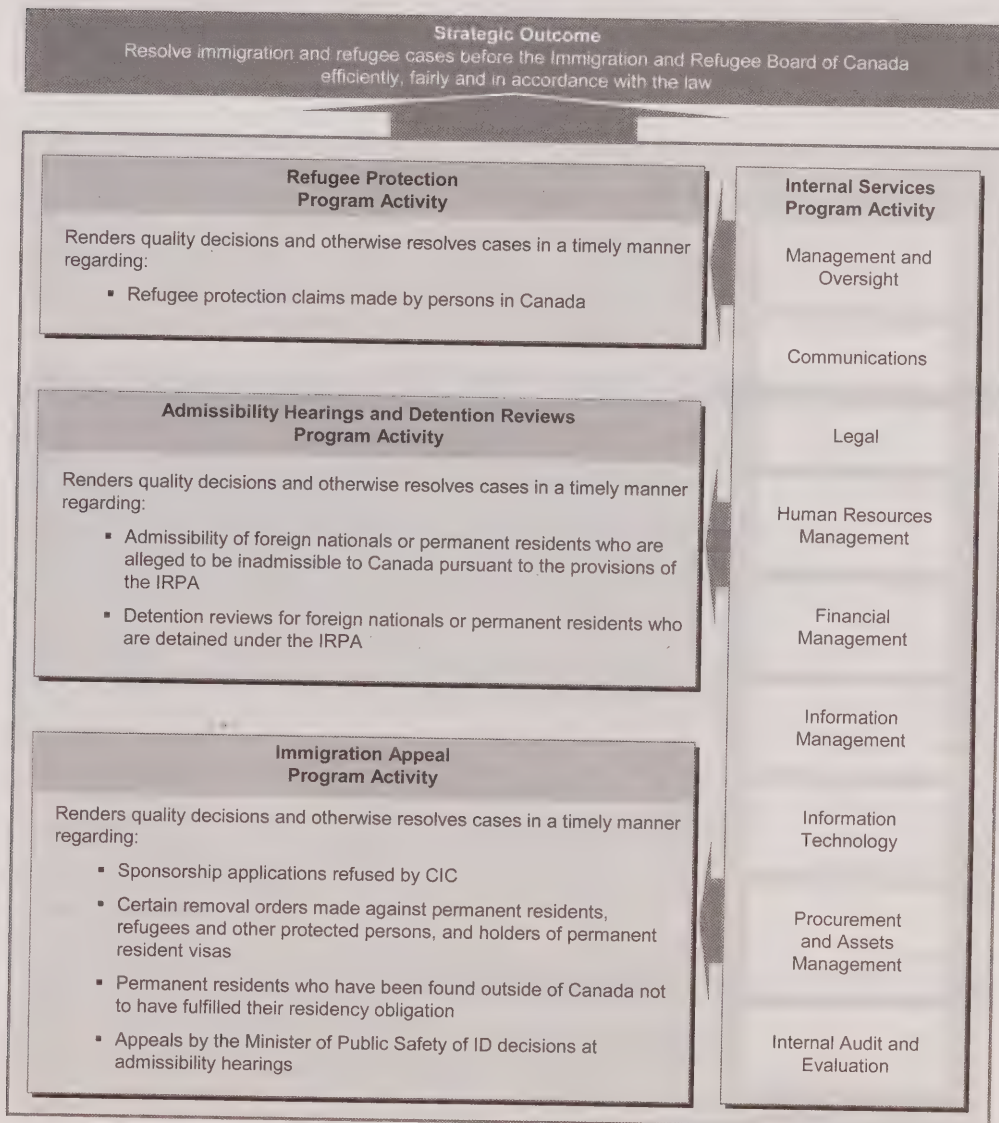 Strategic Outcome
Resolve immigration and refugee cases before the Immigration and Refugee Board of Canada
efficiently, fairly and in accordance with the law
Refugee Protection
Program Activity
Renders quality decisions and otherwise resolves cases in a timely manner
regarding:
▪ Refugee protection claims made by persons in Canada
Admissibility Hearings and Detention Reviews
Program Activity
Renders quality decisions and otherwise resolves cases in a timely manner
regarding:
▪ Admissibility of foreign nationals or permanent residents who are
alleged to be inadmissible to Canada pursuant to the provisions of
the IRPA
▪ Detention reviews for foreign nationals or permanent residents who
are detained under the IRPA
Immigration Appeal
Program Activity
Renders quality decisions and otherwise resolves cases in a timely manner
regarding:
▪ Sponsorship applications refused by CIC
▪ Certain removal orders made against permanent residents,
refugees and other protected persons, and holders of permanent
resident visas
▪ Permanent residents who have been found outside of Canada not
to have fulfilled their residency obligation
▪ Appeals by the Minister of Public Safety of ID decisions at
admissibility hearings
Internal Services
Program Activity
Management and
Oversight
Communications
Legal
Human Resources
Management
Financial
Management
Information
Management
Information
Technology
Procurement
and Assets
Management
Internal Audit and
Evaluation